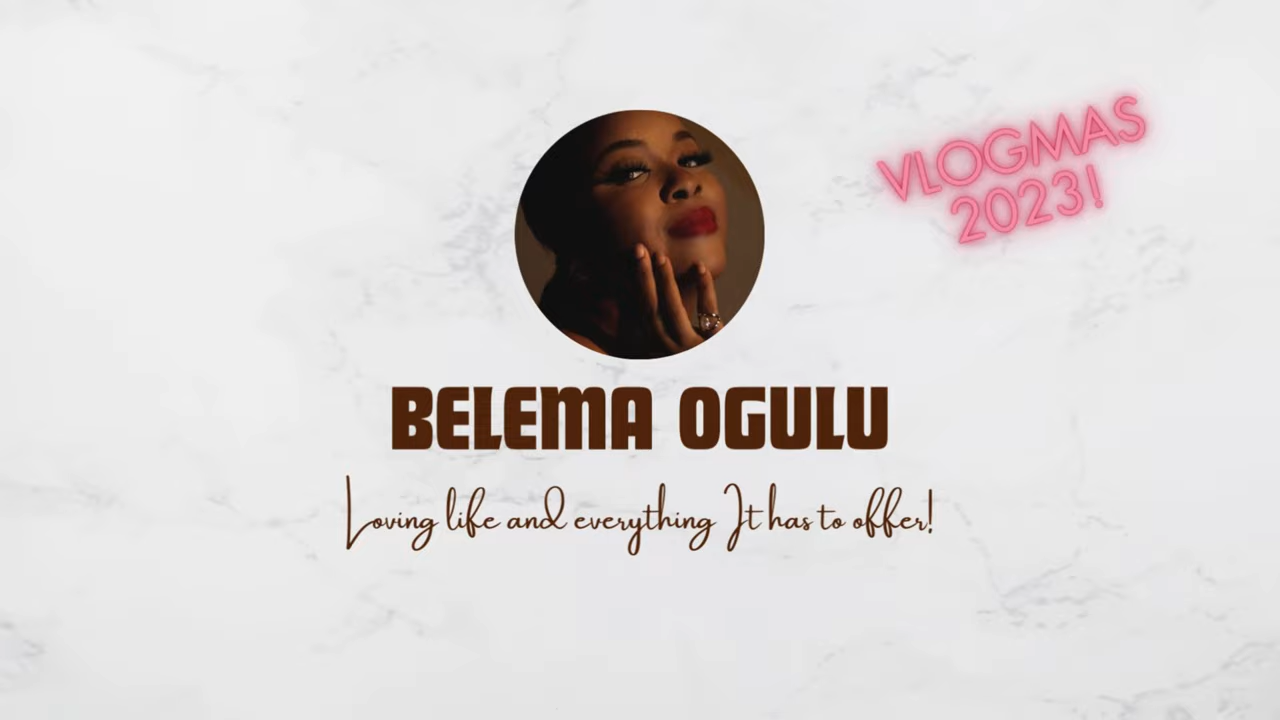 VLOGMAS
2023!
BELEMA OGULU
Loving life and everything It has to offer!